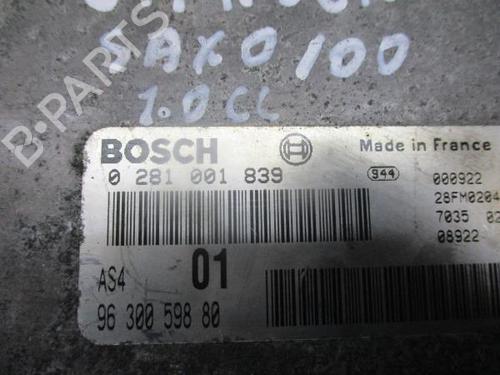 SAXO 100
1.0 CL
B-PARTS
BOSCH
Made in France
0 281 001 839
944
000922
28FM0204
7035 02
08922
AS4
01
96 300 598 80